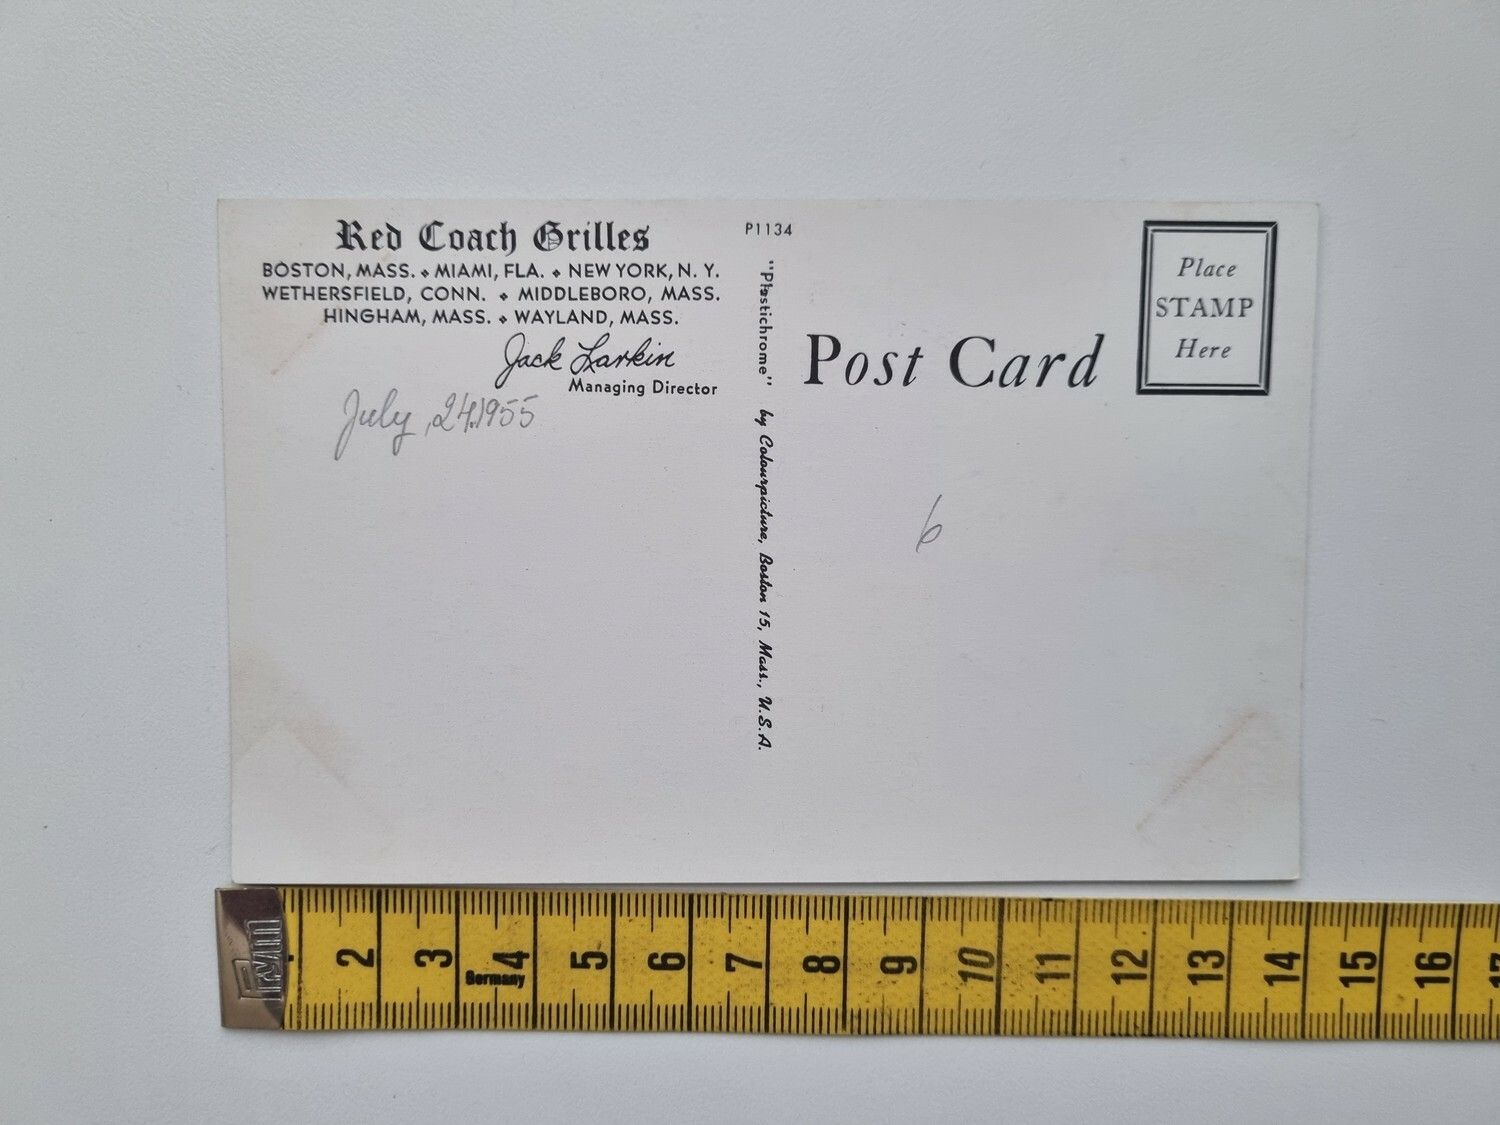 Red Coach Grilles
BOSTON, MASS. ⬥ MIAMI, FLA. ⬥ NEW YORK, N. Y.
WETHERSFIELD, CONN. ⬥ MIDDLEBORO, MASS.
HINGHAM, MASS. ⬥ WAYLAND, MASS.
Jack Larkin
Managing Director
July, 24.1955
P1134
"Plastichrome" by Colourpicture, Boston 15, Mass., U.S.A.
Post Card
Place
STAMP
Here
6
Prym
2 3 4 5 6 7 8 9 10 11 12 13 14 15 16 17
Germany